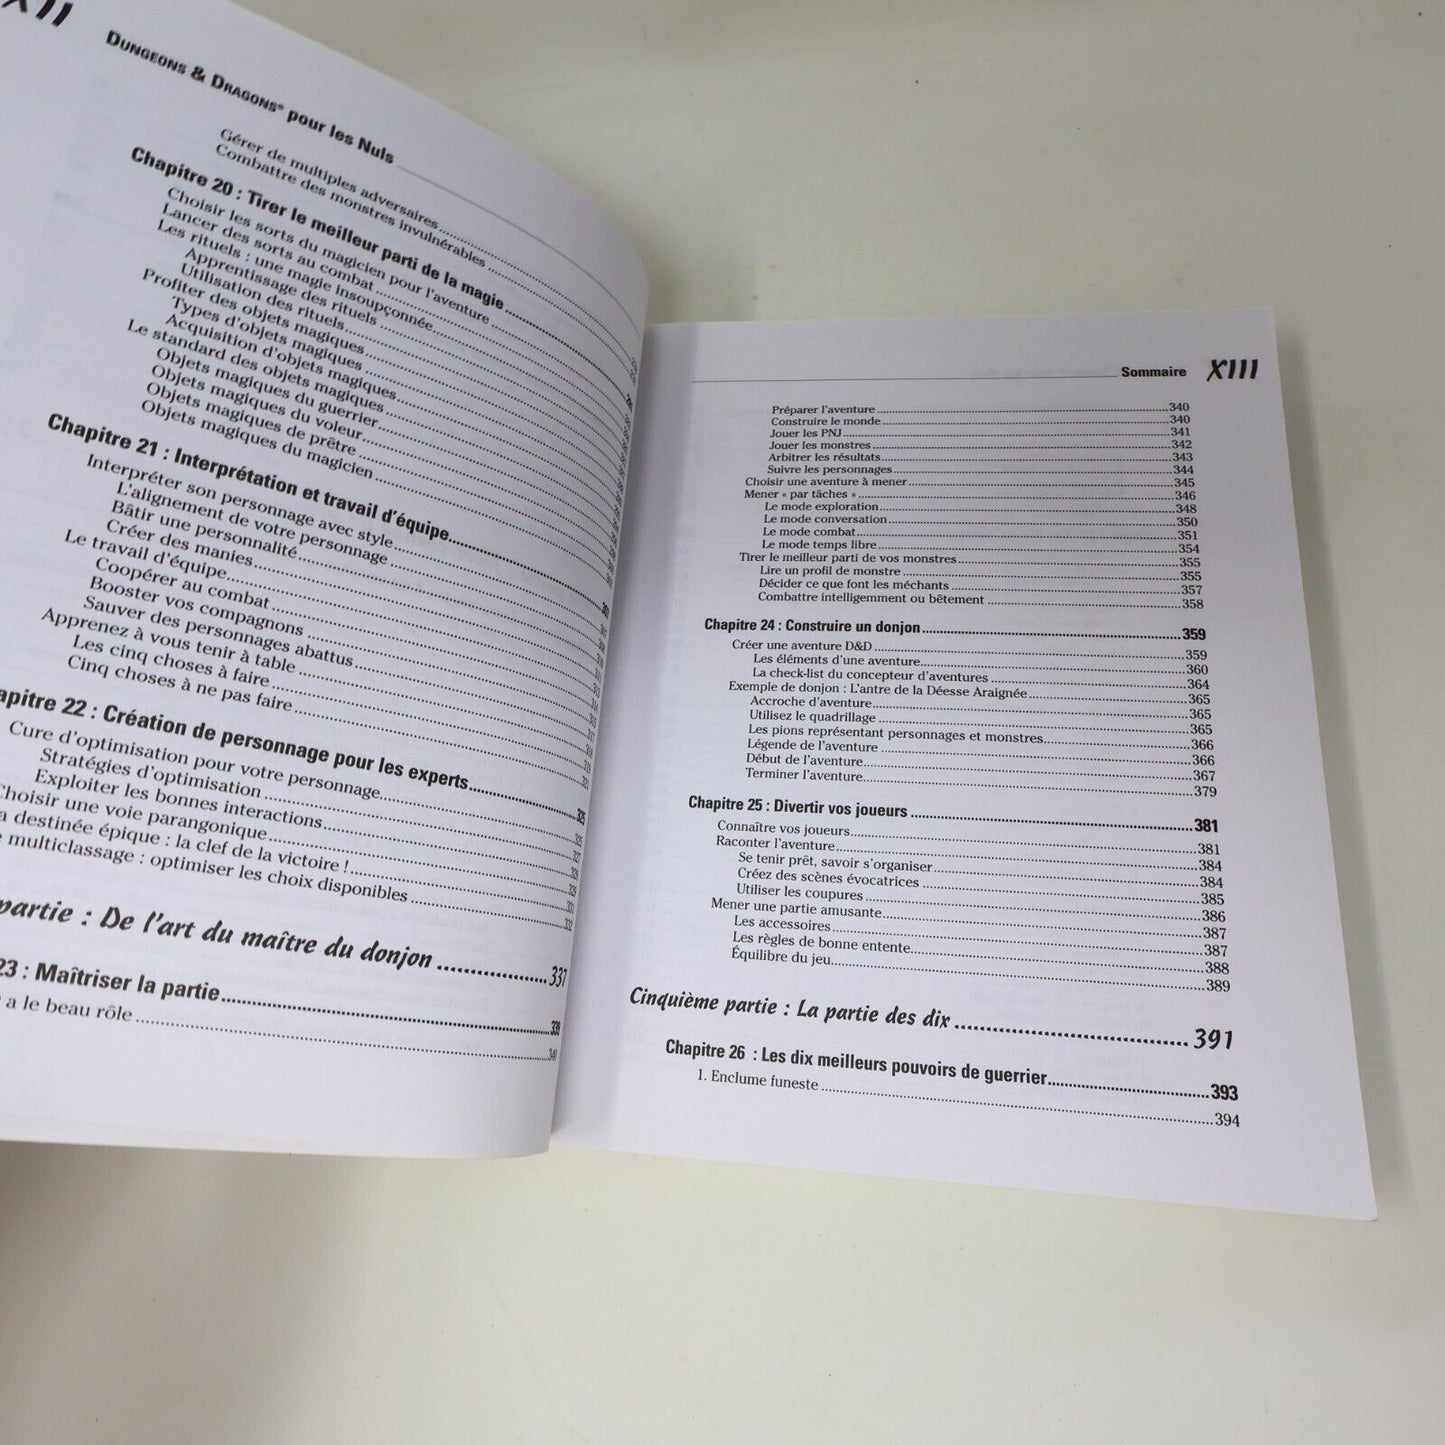 XII
DUNGEONS & DRAGONS® pour les Nuls
Gérer de multiples adversaires
Combattre des monstres invulnérables
Chapitre 20 : Tirer le meilleur parti de la magie
Choisir les sorts du magicien pour l'aventure
Lancer des sorts au combat
Les rituels : une magie insoupçonnée
Apprentissage des rituels
Utilisation des rituels
Profiter des objets magiques
Types d'objets magiques
Acquisition d'objets magiques
Le standard des objets magiques
Objets magiques du guerrier
Objets magiques du voleur
Objets magiques de prêtre
Objets magiques du magicien
Chapitre 21 : Interprétation et travail d'équipe
Interpréter son personnage avec style
L'alignement de votre personnage
Bâtir une personnalité
Créer des manies
Le travail d'équipe
Coopérer au combat
Booster vos compagnons
Sauver des personnages abattus
Apprenez à vous tenir à table
Les cinq choses à faire
Cinq choses à ne pas faire
apitre 22 : Création de personnage pour les experts 325
Cure d'optimisation pour votre personnage 325
Stratégies d'optimisation 327
Exploiter les bonnes interactions
Choisir une voie parangonique 329
a destinée épique : la clef de la victoire ! 331
multiclassage : optimiser les choix disponibles 332
partie : De l'art du maître du donjon 337
23 : Maîtriser la partie 339
a le beau rôle
Sommaire XIII
Préparer l'aventure 340
Construire le monde 340
Jouer les PNJ 341
Jouer les monstres 342
Arbitrer les résultats 343
Suivre les personnages 344
Choisir une aventure à mener 345
Mener « par tâches » 346
Le mode exploration 348
Le mode conversation 350
Le mode combat 351
Le mode temps libre 354
Tirer le meilleur parti de vos monstres 355
Lire un profil de monstre 355
Décider ce que font les méchants 357
Combattre intelligemment ou bêtement 358
Chapitre 24 : Construire un donjon 359
Créer une aventure D&D 359
Les éléments d'une aventure 360
La check-list du concepteur d'aventures 364
Exemple de donjon : L'antre de la Déesse Araignée 365
Accroche d'aventure 365
Utilisez le quadrillage 365
Les pions représentant personnages et monstres 366
Légende de l'aventure 366
Début de l'aventure 367
Terminer l'aventure 379
Chapitre 25 : Divertir vos joueurs 381
Connaître vos joueurs 381
Raconter l'aventure 384
Se tenir prêt, savoir s'organiser 384
Créez des scènes évocatrices 385
Utiliser les coupures 386
Mener une partie amusante 387
Les accessoires 387
Les règles de bonne entente 388
Équilibre du jeu 389
Cinquième partie : La partie des dix 391
Chapitre 26 : Les dix meilleurs pouvoirs de guerrier 393
1. Enclume funeste 394